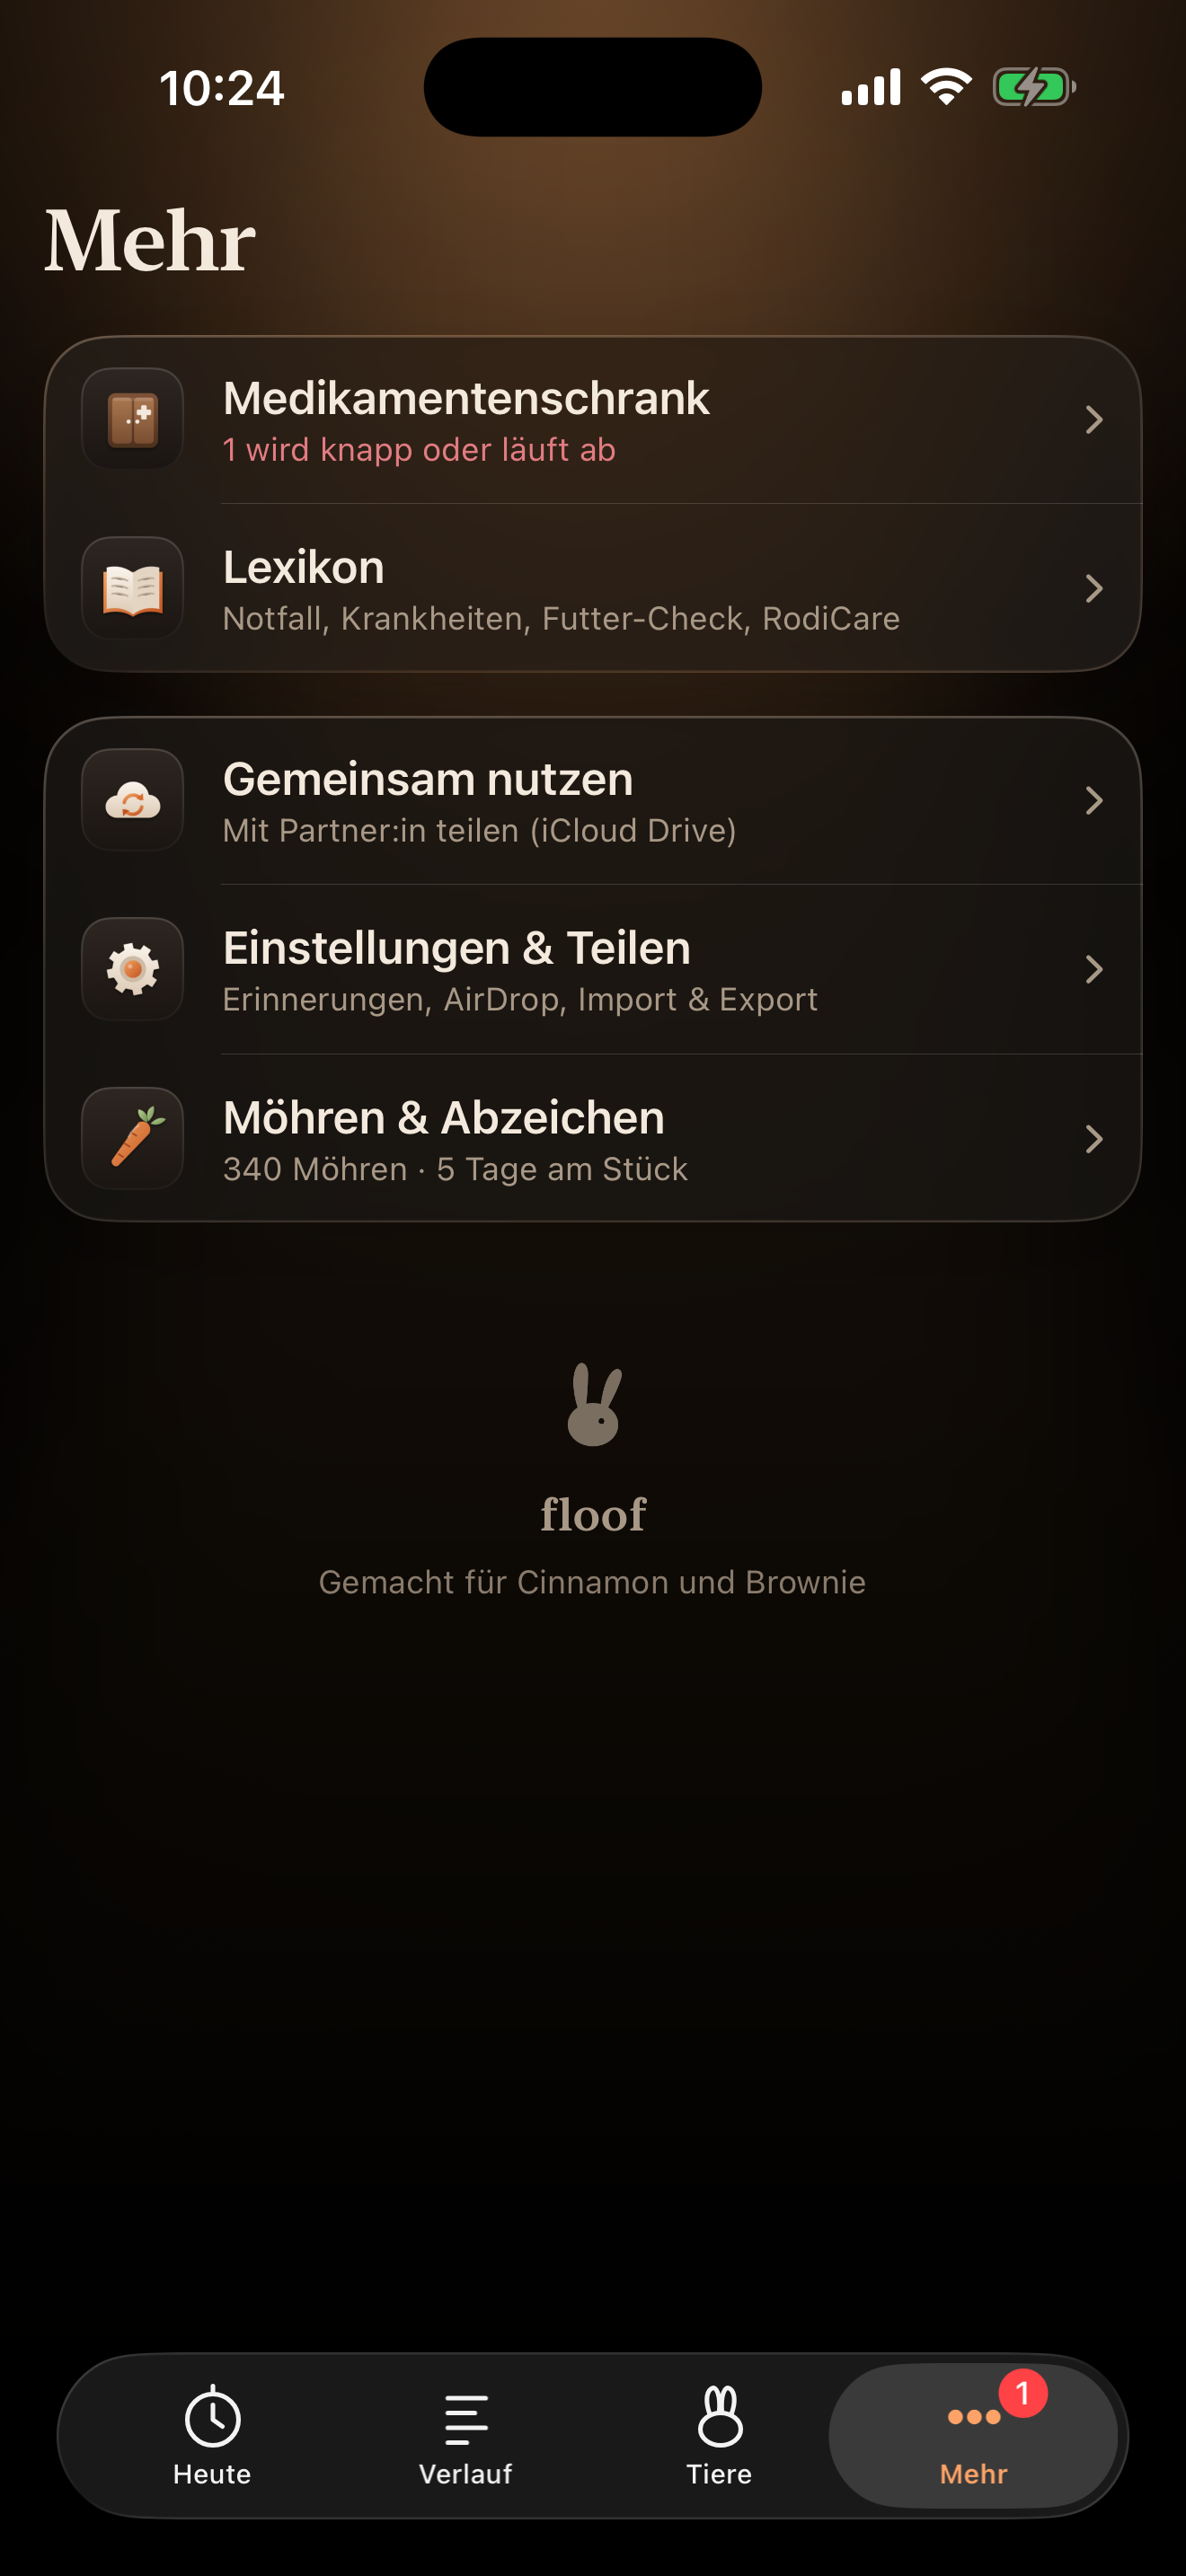 10:24
Mehr
Medikamentenschrank
1 wird knapp oder läuft ab
Lexikon
Notfall, Krankheiten, Futter-Check, RodiCare
Gemeinsam nutzen
Mit Partner:in teilen (iCloud Drive)
Einstellungen & Teilen
Erinnerungen, AirDrop, Import & Export
Möhren & Abzeichen
340 Möhren · 5 Tage am Stück
floof
Gemacht für Cinnamon und Brownie
1
Heute
Verlauf
Tiere
Mehr